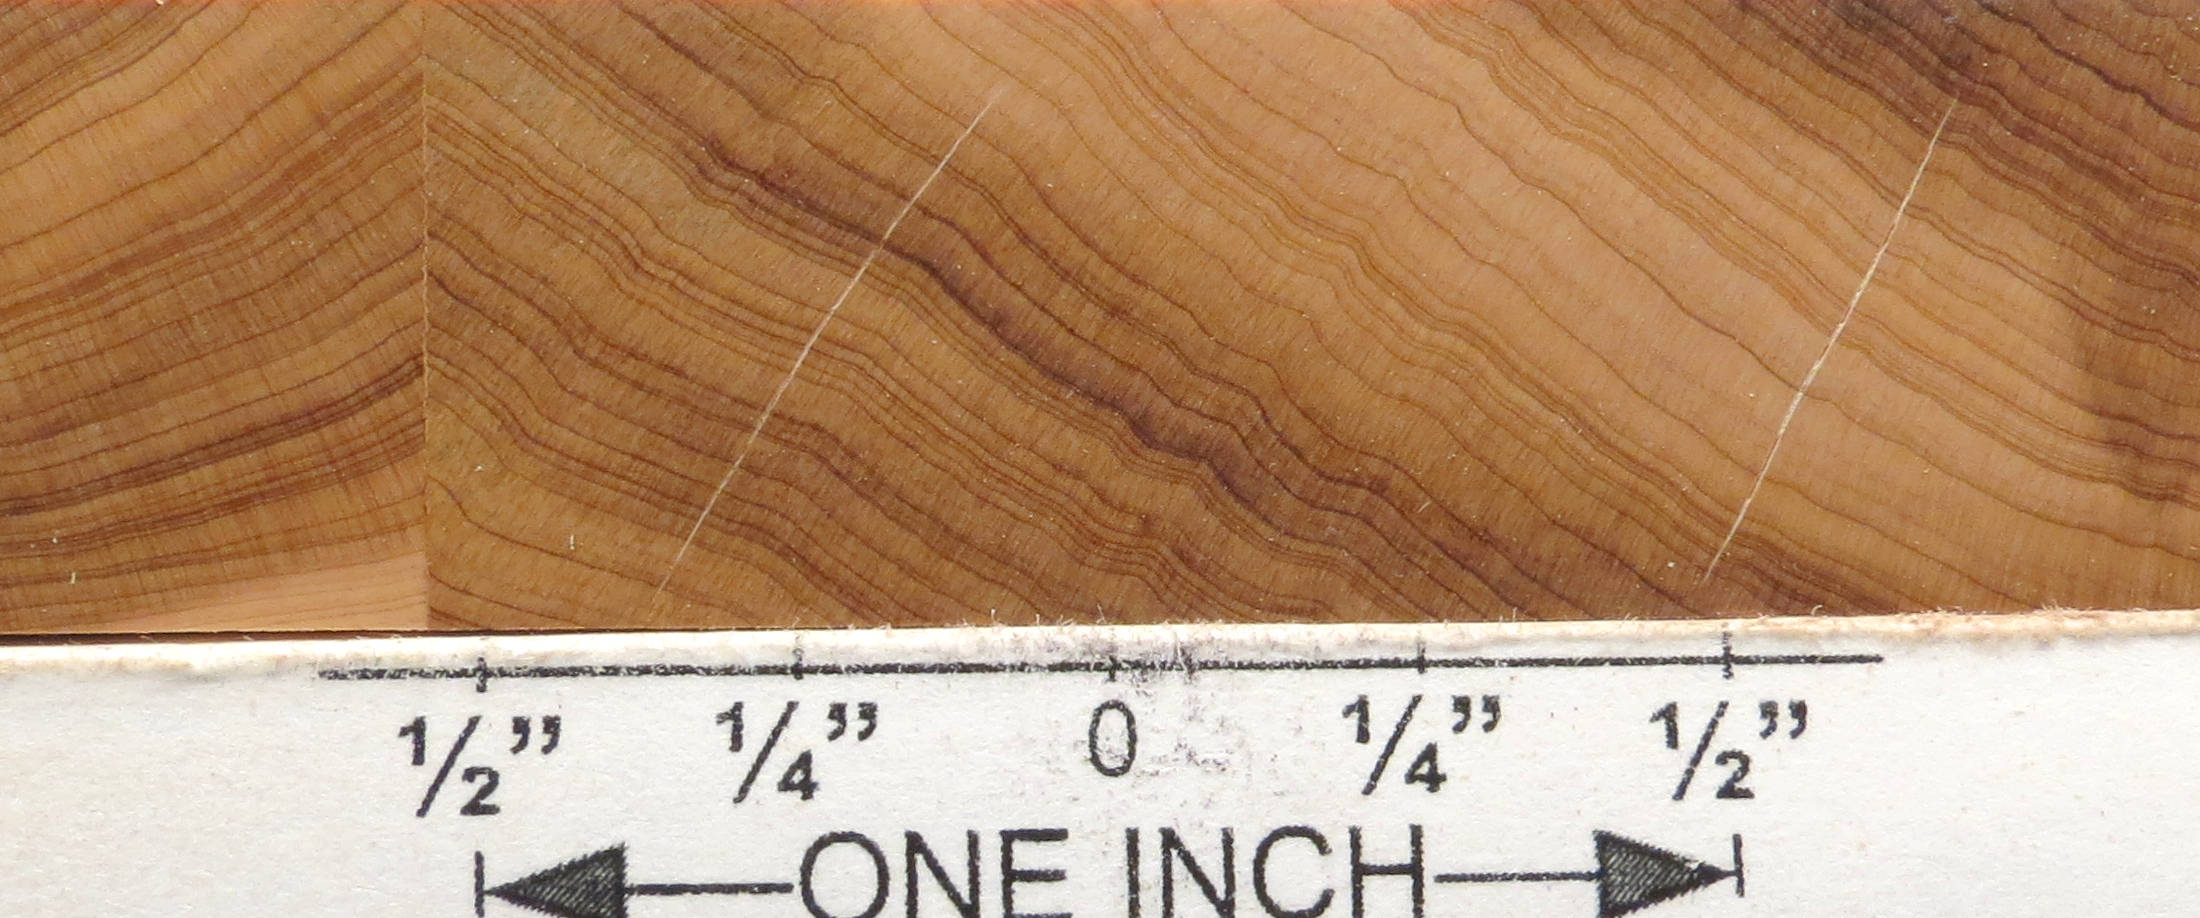 1/2” 1/4” 0 1/4” 1/2”
ONE INCH